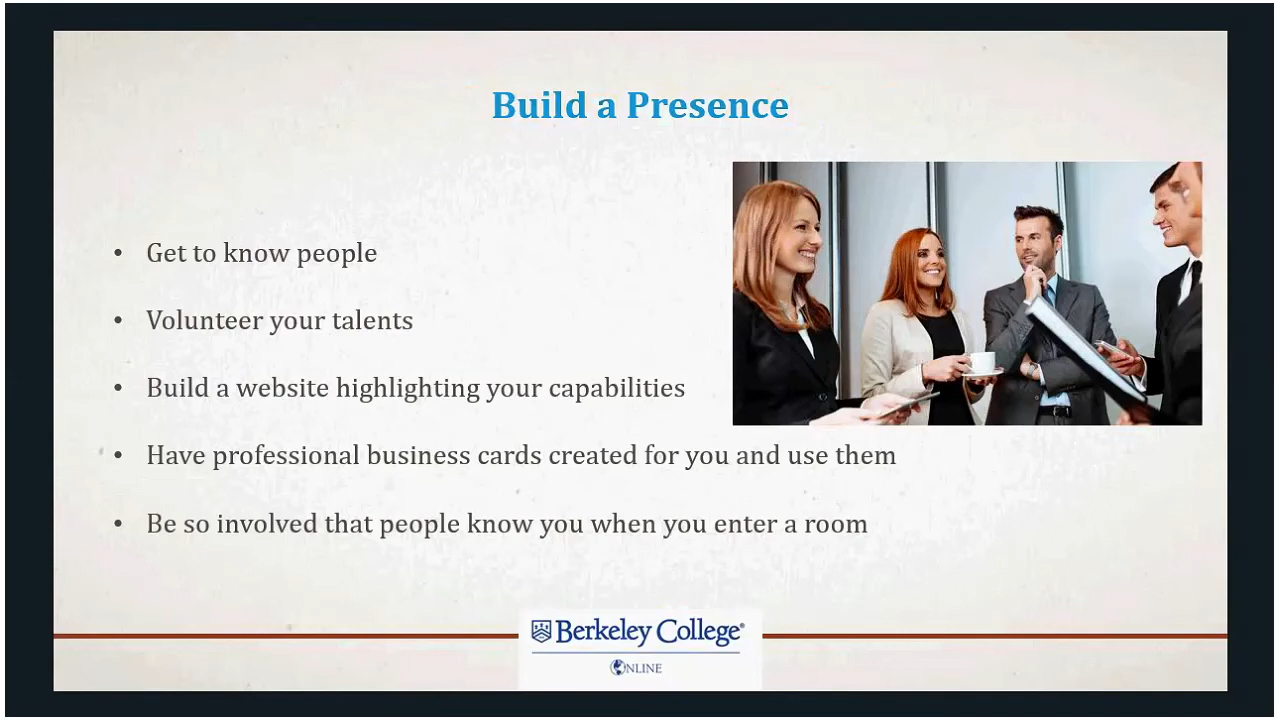 Build a Presence
• Get to know people
• Volunteer your talents
• Build a website highlighting your capabilities
• Have professional business cards created for you and use them
• Be so involved that people know you when you enter a room
Berkeley College®
ONLINE